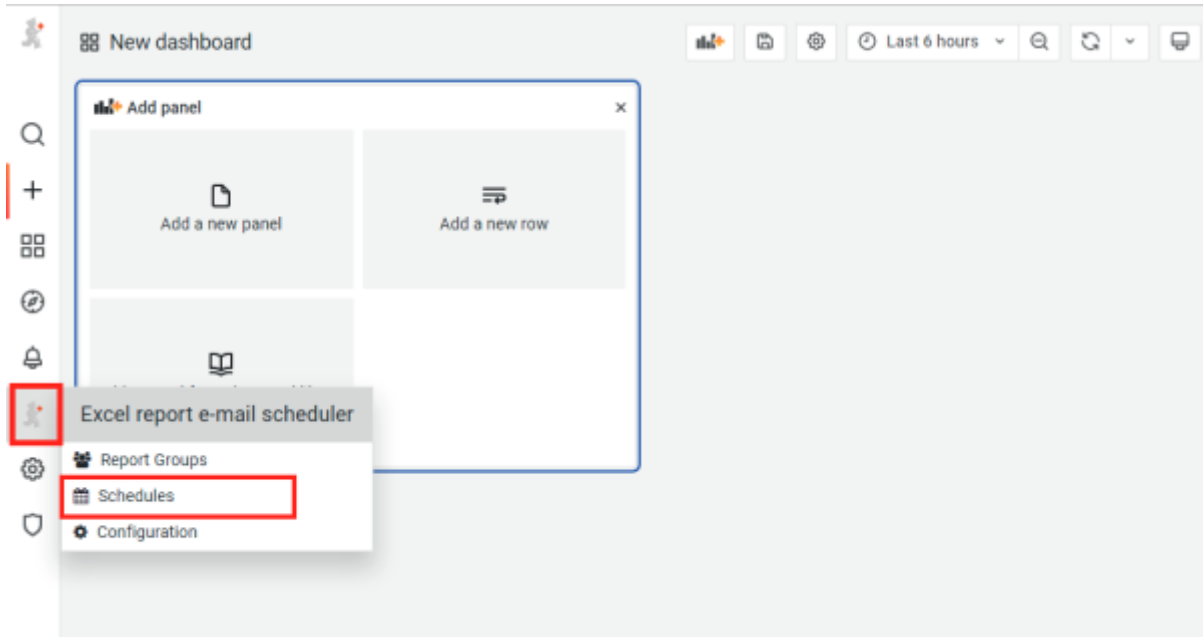 New dashboard
Last 6 hours
Add panel
Add a new panel
Add a new row
Excel report e-mail scheduler
Report Groups
Schedules
Configuration